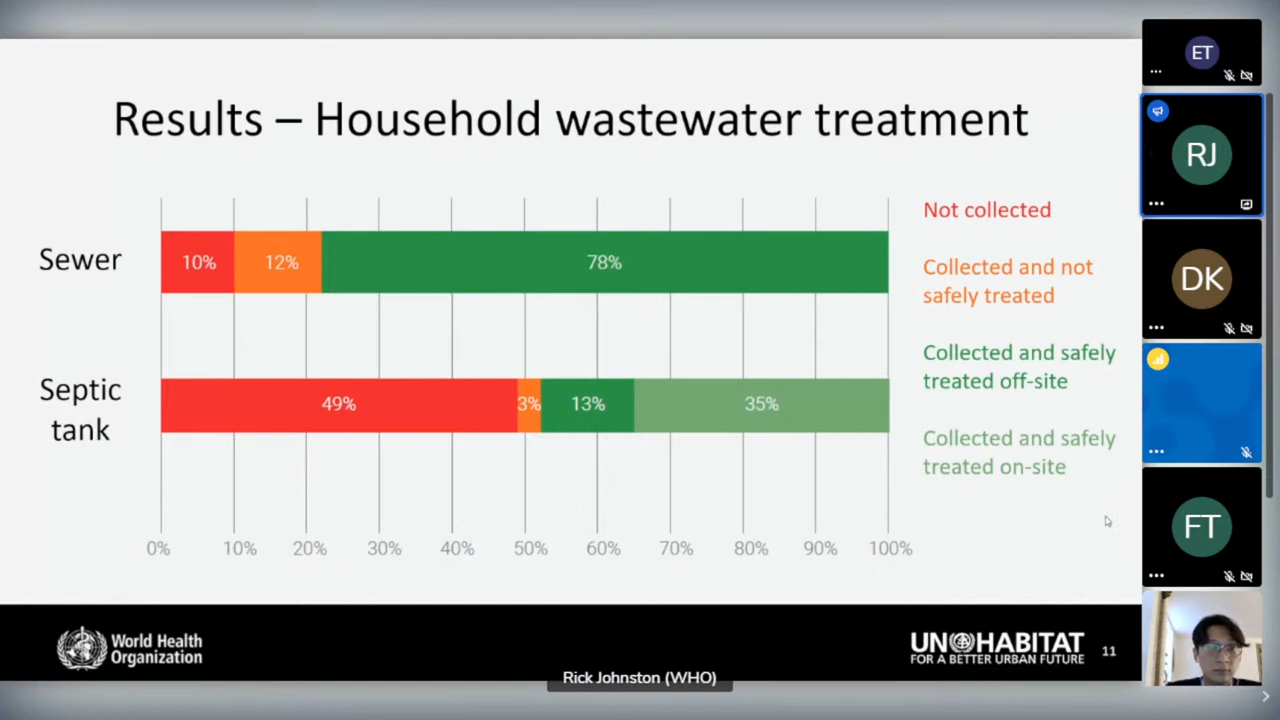 Results – Household wastewater treatment
Sewer
10%
12%
78%
Septic
tank
49%
3%
13%
35%
0%
10%
20%
30%
40%
50%
60%
70%
80%
90%
100%
Not collected
Collected and not
safely treated
Collected and safely
treated off-site
Collected and safely
treated on-site
World Health
Organization
UN HABITAT
FOR A BETTER URBAN FUTURE
11
Rick Johnston (WHO)
ET
RJ
DK
FT